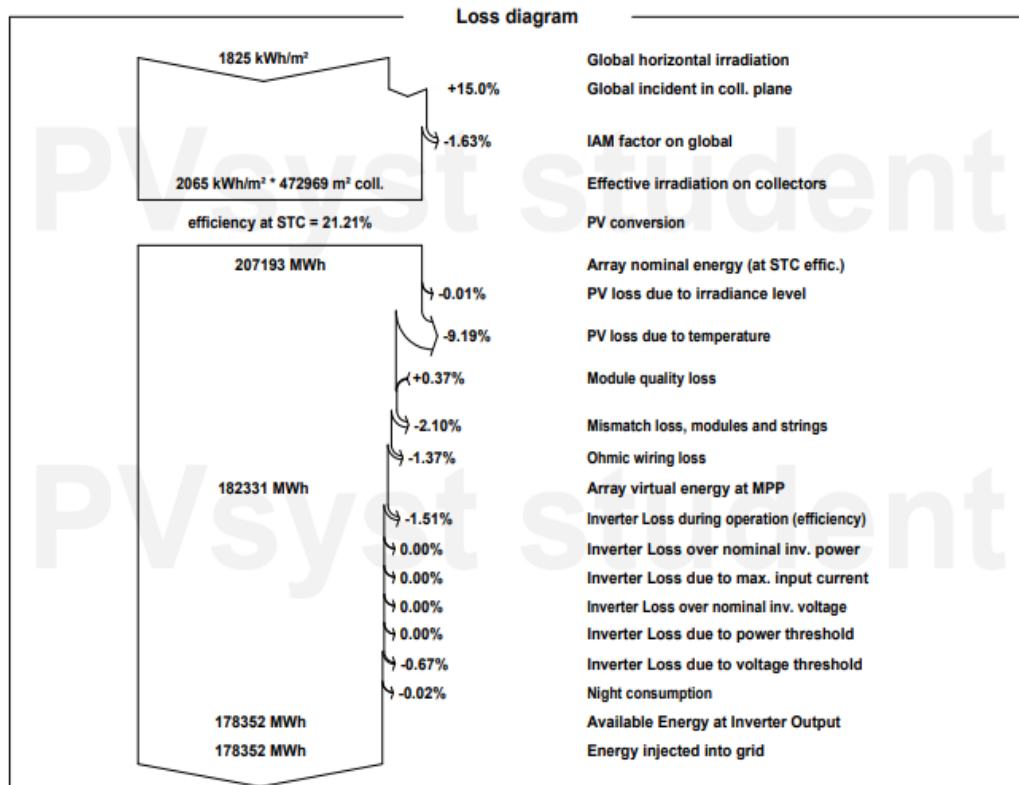 Loss diagram
1825 kWh/m² Global horizontal irradiation
+15.0% Global incident in coll. plane
-1.63% IAM factor on global
2065 kWh/m² * 472969 m² coll. Effective irradiation on collectors
efficiency at STC = 21.21% PV conversion
207193 MWh Array nominal energy (at STC effic.)
-0.01% PV loss due to irradiance level
-9.19% PV loss due to temperature
+0.37% Module quality loss
-2.10% Mismatch loss, modules and strings
-1.37% Ohmic wiring loss
182331 MWh Array virtual energy at MPP
-1.51% Inverter Loss during operation (efficiency)
0.00% Inverter Loss over nominal inv. power
0.00% Inverter Loss due to max. input current
0.00% Inverter Loss over nominal inv. voltage
0.00% Inverter Loss due to power threshold
-0.67% Inverter Loss due to voltage threshold
-0.02% Night consumption
178352 MWh Available Energy at Inverter Output
178352 MWh Energy injected into grid
PVsyst student
PVsyst student